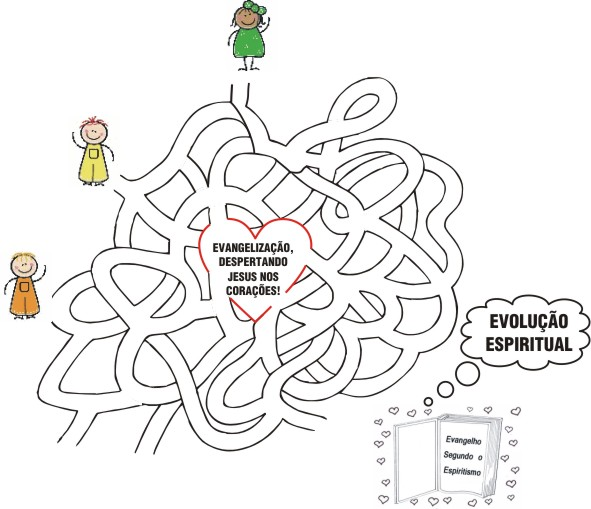 EVANGELIZAÇÃO,
DESPERTANDO
JESUS NOS
CORAÇÕES!
EVOLUÇÃO
ESPIRITUAL
Evangelho
Segundo o
Espiritismo